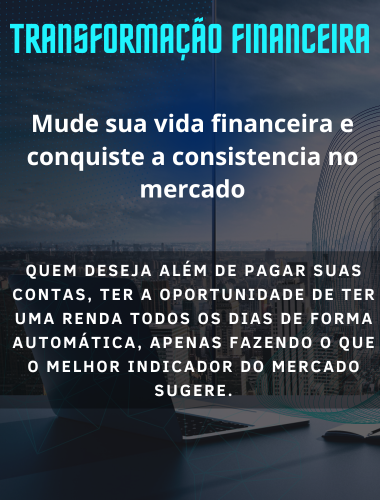 TRANSFORMAÇÃO FINANCEIRA
Mude sua vida financeira e
conquiste a consistencia no
mercado
QUEM DESEJA ALÉM DE PAGAR SUAS
CONTAS, TER A OPORTUNIDADE DE TER
UMA RENDA TODOS OS DIAS DE FORMA
AUTOMÁTICA, APENAS FAZENDO O QUE
O MELHOR INDICADOR DO MERCADO
SUGERE.